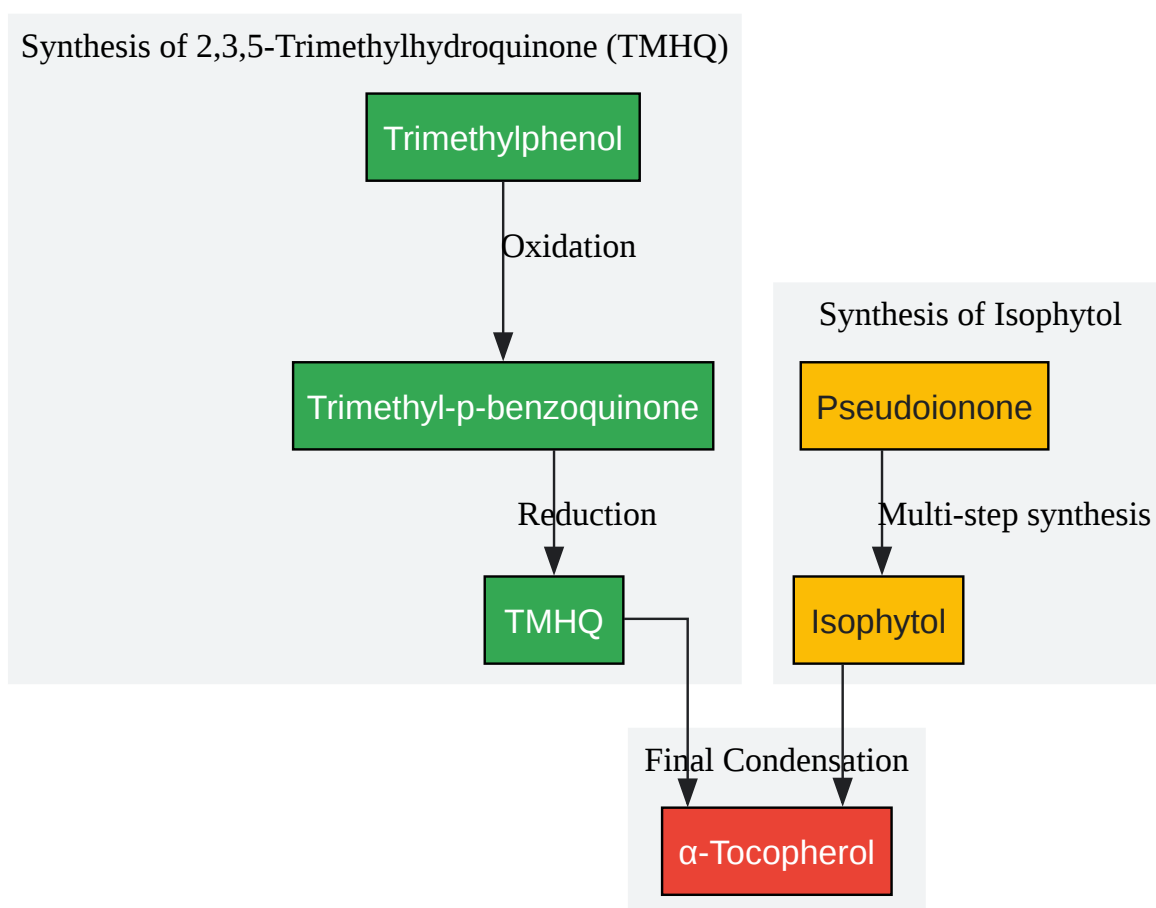 Synthesis of 2,3,5-Trimethylhydroquinone (TMHQ)
Trimethylphenol
Oxidation
Trimethyl-p-benzoquinone
Reduction
TMHQ
Synthesis of Isophytol
Pseudoionone
Multi-step synthesis
Isophytol
Final Condensation
α-Tocopherol